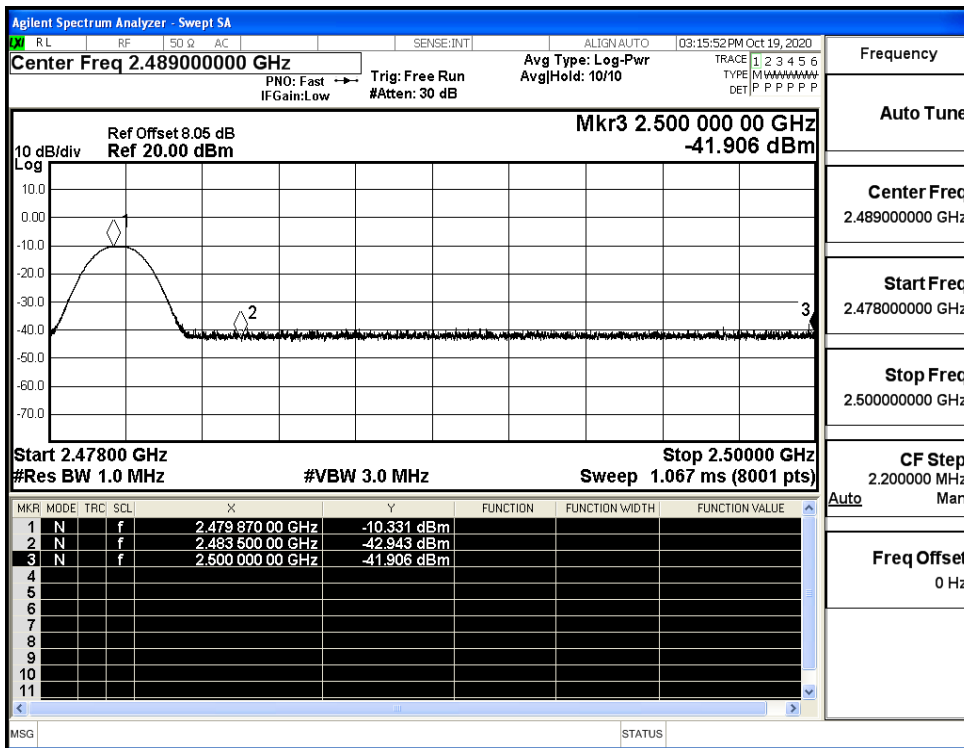 Agilent Spectrum Analyzer - Swept SA
LXI RL RF 50 Ω AC SENSE:INT ALIGN AUTO 03:15:52 PM Oct 19, 2020
Center Freq 2.489000000 GHz
PNO: Fast
IFGain:Low
Trig: Free Run
#Atten: 30 dB
Avg Type: Log-Pwr
Avg|Hold: 10/10
TRACE 1 2 3 4 5 6
TYPE M
DET P P P P P P
Ref Offset 8.05 dB
10 dB/div Ref 20.00 dBm
Log
Mkr3 2.500 000 00 GHz
-41.906 dBm
10.0
0.00
-10.0
-20.0
-30.0
-40.0
-50.0
-60.0
-70.0
1
2
3
Start 2.47800 GHz Stop 2.50000 GHz
#Res BW 1.0 MHz #VBW 3.0 MHz Sweep 1.067 ms (8001 pts)
MKR MODE TRC SCL X Y FUNCTION FUNCTION WIDTH FUNCTION VALUE
1 N f 2.479 870 00 GHz -10.331 dBm
2 N f 2.483 500 00 GHz -42.943 dBm
3 N f 2.500 000 00 GHz -41.906 dBm
4
5
6
7
8
9
10
11
MSG STATUS
Frequency
Auto Tune
Center Freq
2.489000000 GHz
Start Freq
2.478000000 GHz
Stop Freq
2.500000000 GHz
CF Step
2.200000 MHz
Auto Man
Freq Offset
0 Hz